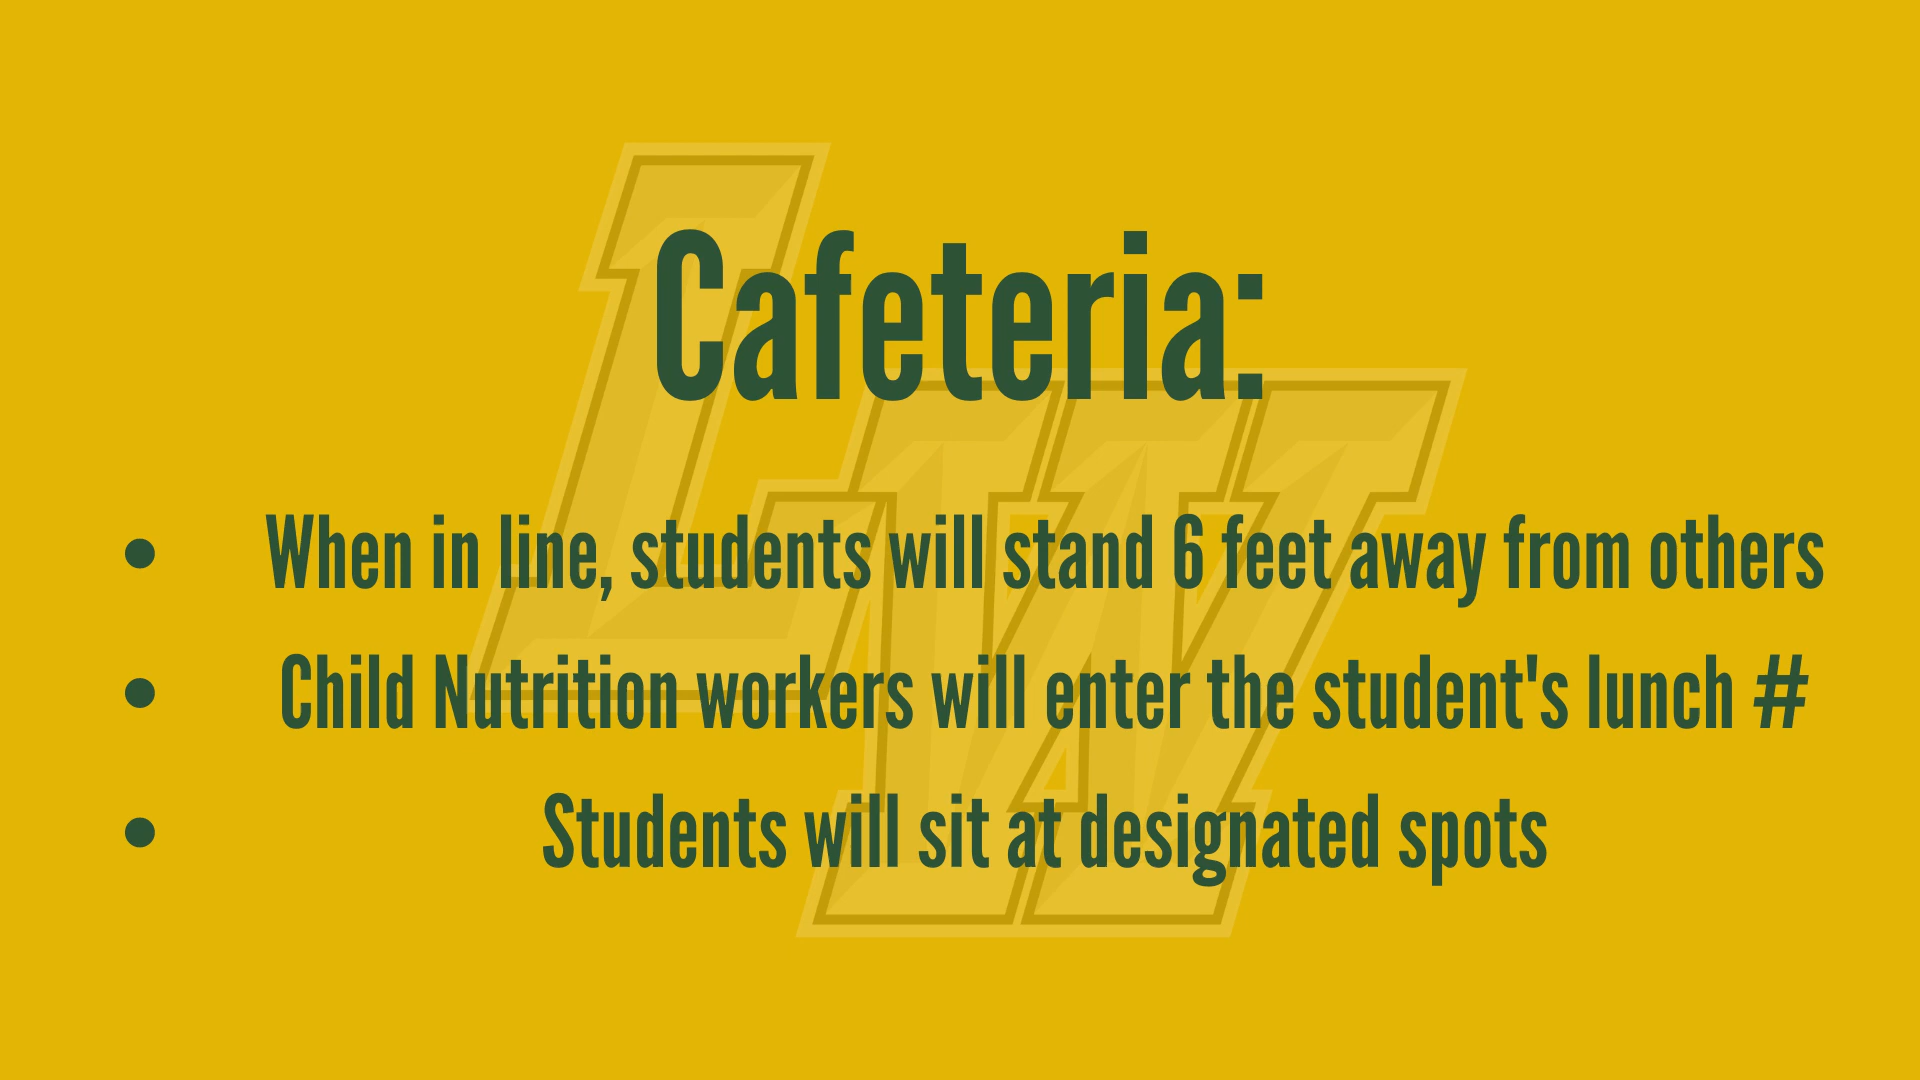 LW
Cafeteria:
• When in line, students will stand 6 feet away from others
• Child Nutrition workers will enter the student's lunch #
• Students will sit at designated spots